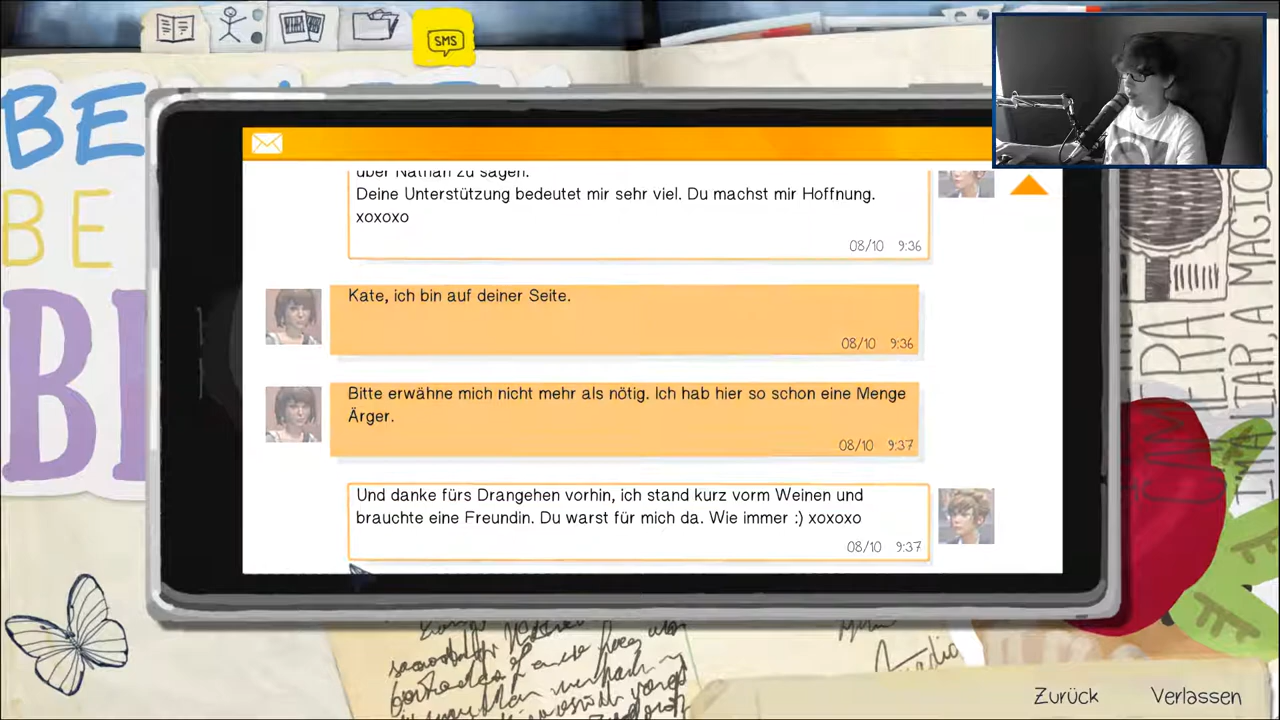 SMS
über Nathan zu sagen.
Deine Unterstützung bedeutet mir sehr viel. Du machst mir Hoffnung.
xoxoxo
08/10 9:36
Kate, ich bin auf deiner Seite.
08/10 9:36
Bitte erwähne mich nicht mehr als nötig. Ich hab hier so schon eine Menge
Ärger.
08/10 9:37
Und danke fürs Drangehen vorhin, ich stand kurz vorm Weinen und
brauchte eine Freundin. Du warst für mich da. Wie immer :) xoxoxo
08/10 9:37
BE
Zurück Verlassen